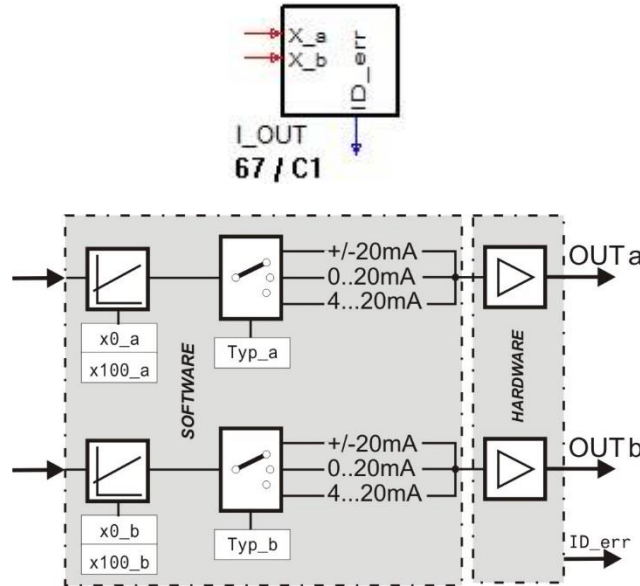 X_a
X_b
ID_err
I_OUT
67 / C1
+/-20mA
0..20mA
4...20mA
OUT a
x0_a
x100_a
Typ_a
SOFTWARE
HARDWARE
+/-20mA
0..20mA
4...20mA
OUT b
x0_b
x100_b
Typ_b
ID_err